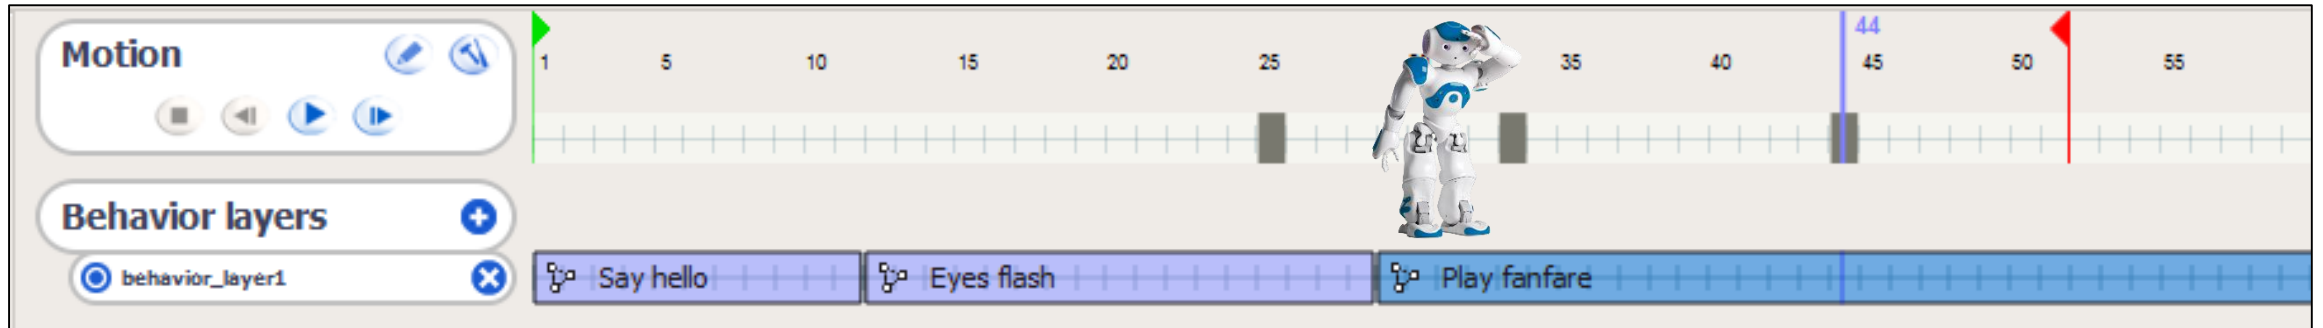 Motion
44
1 5 10 15 20 25 35 40 45 50 55
Behavior layers
behavior_layer1
Say hello Eyes flash Play fanfare